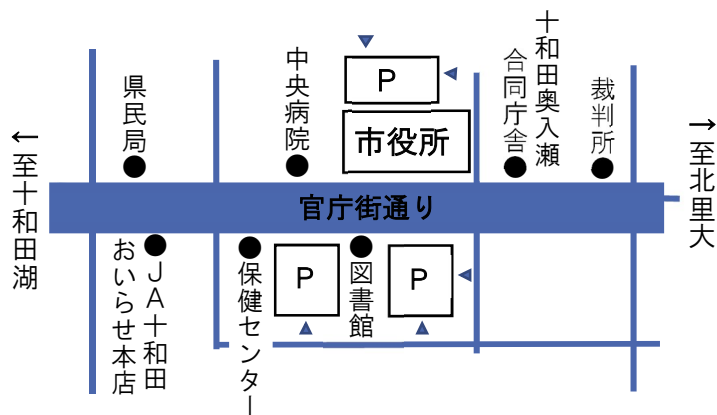 ←至十和田湖
県民局
中央病院
P
市役所
十和田奥入瀬
合同庁舎
裁判所
→至北里大
官庁街通り
JA十和田
おいらせ本店
保健センター
P
図書館
P